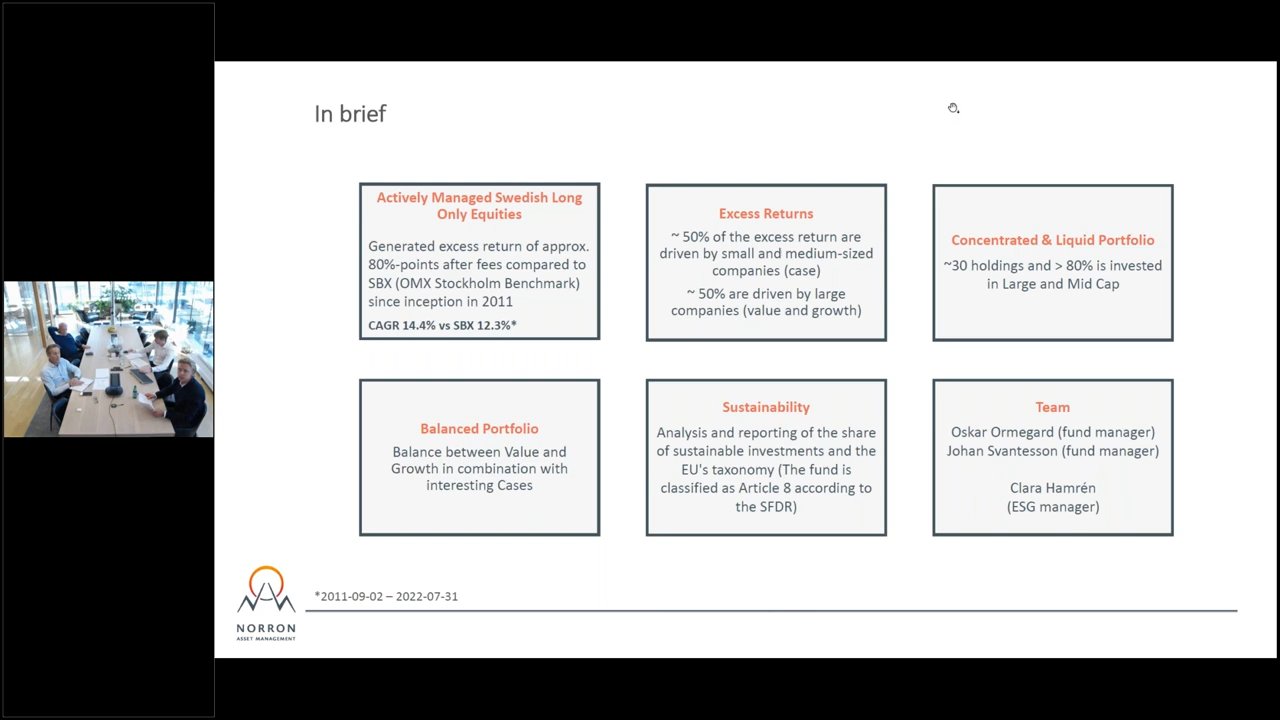 In brief
Actively Managed Swedish Long
Only Equities
Generated excess return of approx.
80%-points after fees compared to
SBX (OMX Stockholm Benchmark)
since inception in 2011
CAGR 14.4% vs SBX 12.3%*
Excess Returns
~ 50% of the excess return are
driven by small and medium-sized
companies (case)
~ 50% are driven by large
companies (value and growth)
Concentrated & Liquid Portfolio
~30 holdings and > 80% is invested
in Large and Mid Cap
Balanced Portfolio
Balance between Value and
Growth in combination with
interesting Cases
Sustainability
Analysis and reporting of the share
of sustainable investments and the
EU's taxonomy (The fund is
classified as Article 8 according to
the SFDR)
Team
Oskar Ormegard (fund manager)
Johan Svantesson (fund manager)
Clara Hamrén
(ESG manager)
*2011-09-02 – 2022-07-31
NORRON
ASSET MANAGEMENT